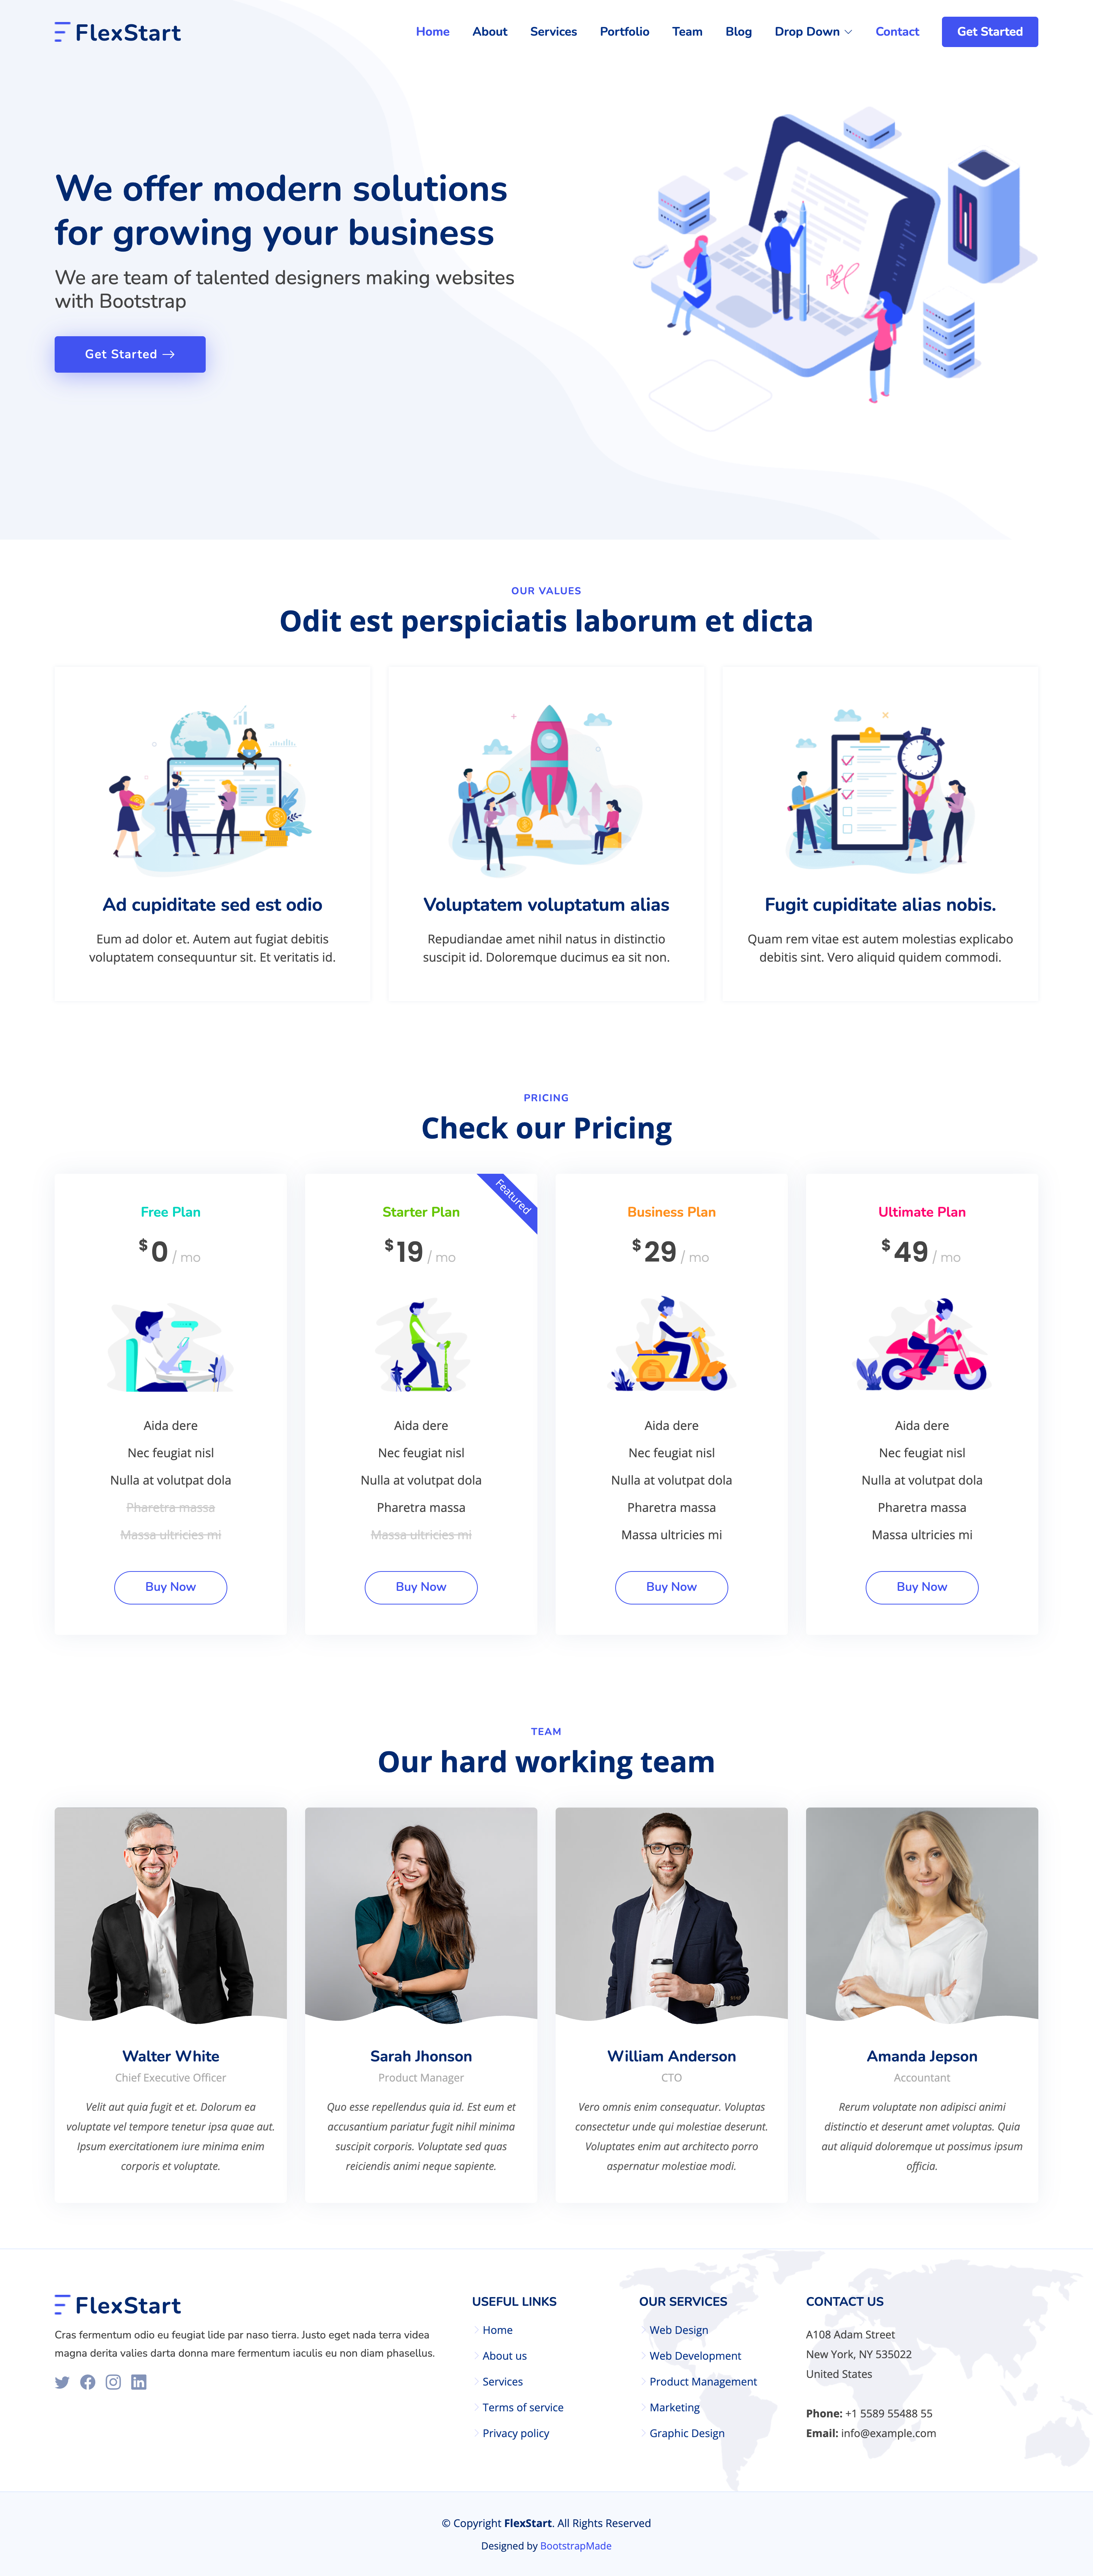 FlexStart
Home About Services Portfolio Team Blog Drop Down Contact Get Started
We offer modern solutions
for growing your business
We are team of talented designers making websites
with Bootstrap
Get Started
OUR VALUES
Odit est perspiciatis laborum et dicta
Ad cupiditate sed est odio
Eum ad dolor et. Autem aut fugiat debitis
voluptatem consequuntur sit. Et veritatis id.
Voluptatem voluptatum alias
Repudiandae amet nihil natus in distinctio
suscipit id. Doloremque ducimus ea sit non.
Fugit cupiditate alias nobis.
Quam rem vitae est autem molestias explicabo
debitis sint. Vero aliquid quidem commodi.
PRICING
Check our Pricing
Free Plan
$0 / mo
Aida dere
Nec feugiat nisl
Nulla at volutpat dola
Pharetra massa
Massa ultricies mi
Buy Now
Featured
Starter Plan
$19 / mo
Aida dere
Nec feugiat nisl
Nulla at volutpat dola
Pharetra massa
Massa ultricies mi
Buy Now
Business Plan
$29 / mo
Aida dere
Nec feugiat nisl
Nulla at volutpat dola
Pharetra massa
Massa ultricies mi
Buy Now
Ultimate Plan
$49 / mo
Aida dere
Nec feugiat nisl
Nulla at volutpat dola
Pharetra massa
Massa ultricies mi
Buy Now
TEAM
Our hard working team
Walter White
Chief Executive Officer
Velit aut quia fugit et et. Dolorum ea
voluptate vel tempore tenetur ipsa quae aut.
Ipsum exercitationem iure minima enim
corporis et voluptate.
Sarah Jhonson
Product Manager
Quo esse repellendus quia id. Est eum et
accusantium pariatur fugit nihil minima
suscipit corporis. Voluptate sed quas
reiciendis animi neque sapiente.
William Anderson
CTO
Vero omnis enim consequatur. Voluptas
consectetur unde qui molestiae deserunt.
Voluptates enim aut architecto porro
aspernatur molestiae modi.
Amanda Jepson
Accountant
Rerum voluptate non adipisci animi
distinctio et deserunt amet voluptas. Quia
aut aliquid doloremque ut possimus ipsum
officia.
FlexStart
Cras fermentum odio eu feugiat lide par naso tierra. Justo eget nada terra videa
magna derita valies darta donna mare fermentum iaculis eu non diam phasellus.
USEFUL LINKS
Home
About us
Services
Terms of service
Privacy policy
OUR SERVICES
Web Design
Web Development
Product Management
Marketing
Graphic Design
CONTACT US
A108 Adam Street
New York, NY 535022
United States
Phone: +1 5589 55488 55
Email: info@example.com
© Copyright FlexStart. All Rights Reserved
Designed by BootstrapMade